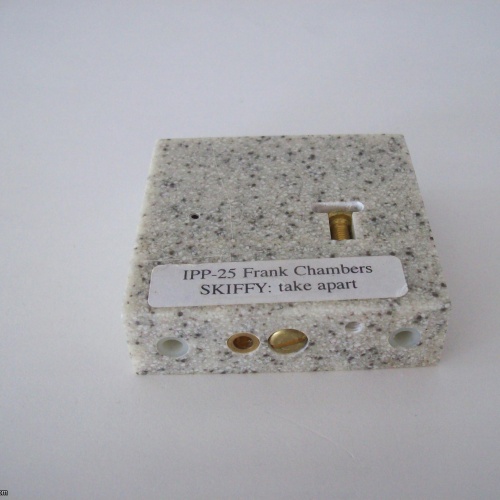 IPP-25 Frank Chambers
SKIFFY: take apart